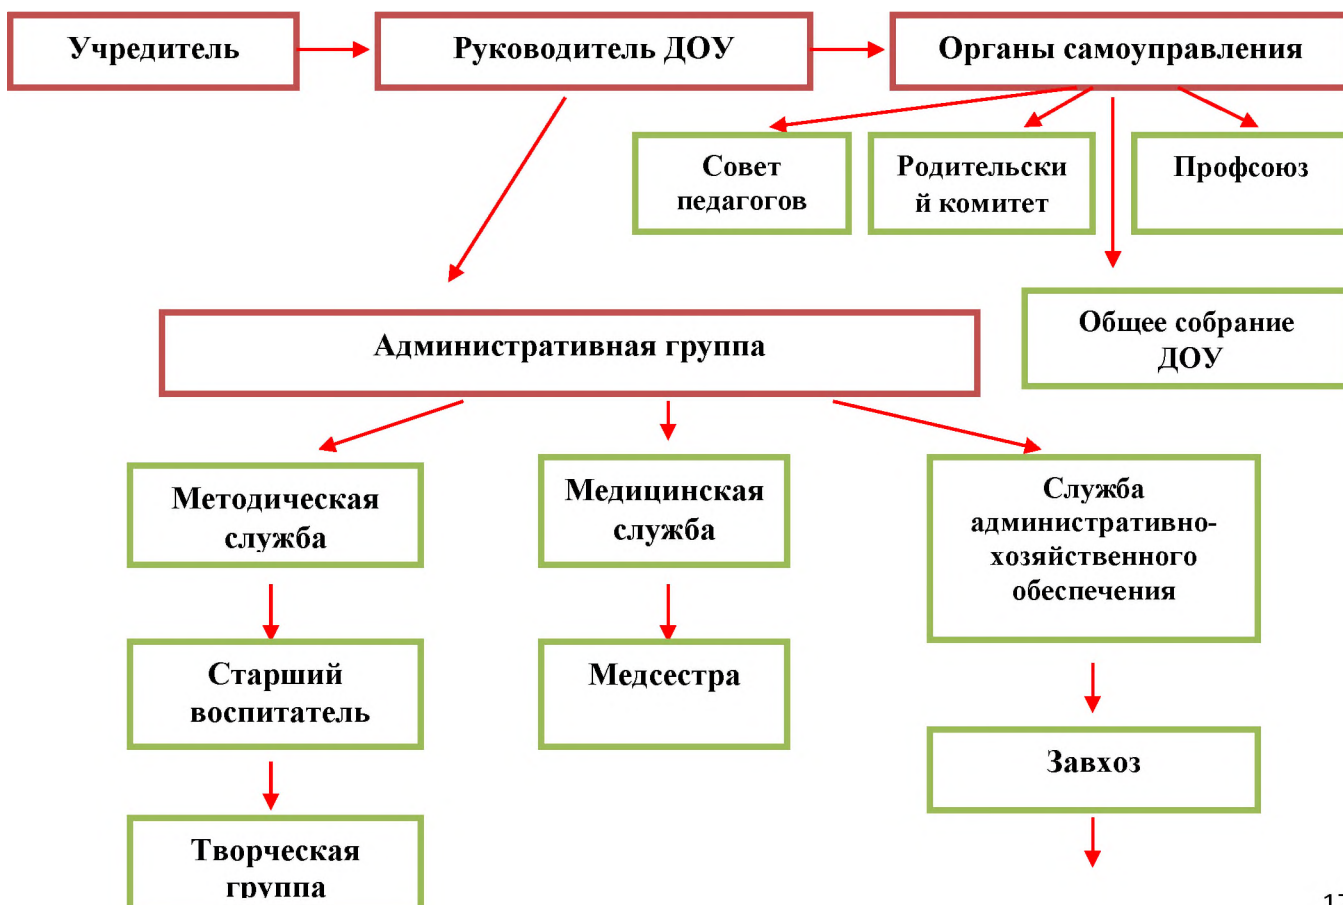 Учредитель
Руководитель ДОУ
Органы самоуправления
Совет
педагогов
Родительски
й комитет
Профсоюз
Общее собрание
ДОУ
Административная группа
Методическая
служба
Медицинская
служба
Служба
административно-
хозяйственного
обеспечения
Старший
воспитатель
Медсестра
Завхоз
Творческая
группа
17